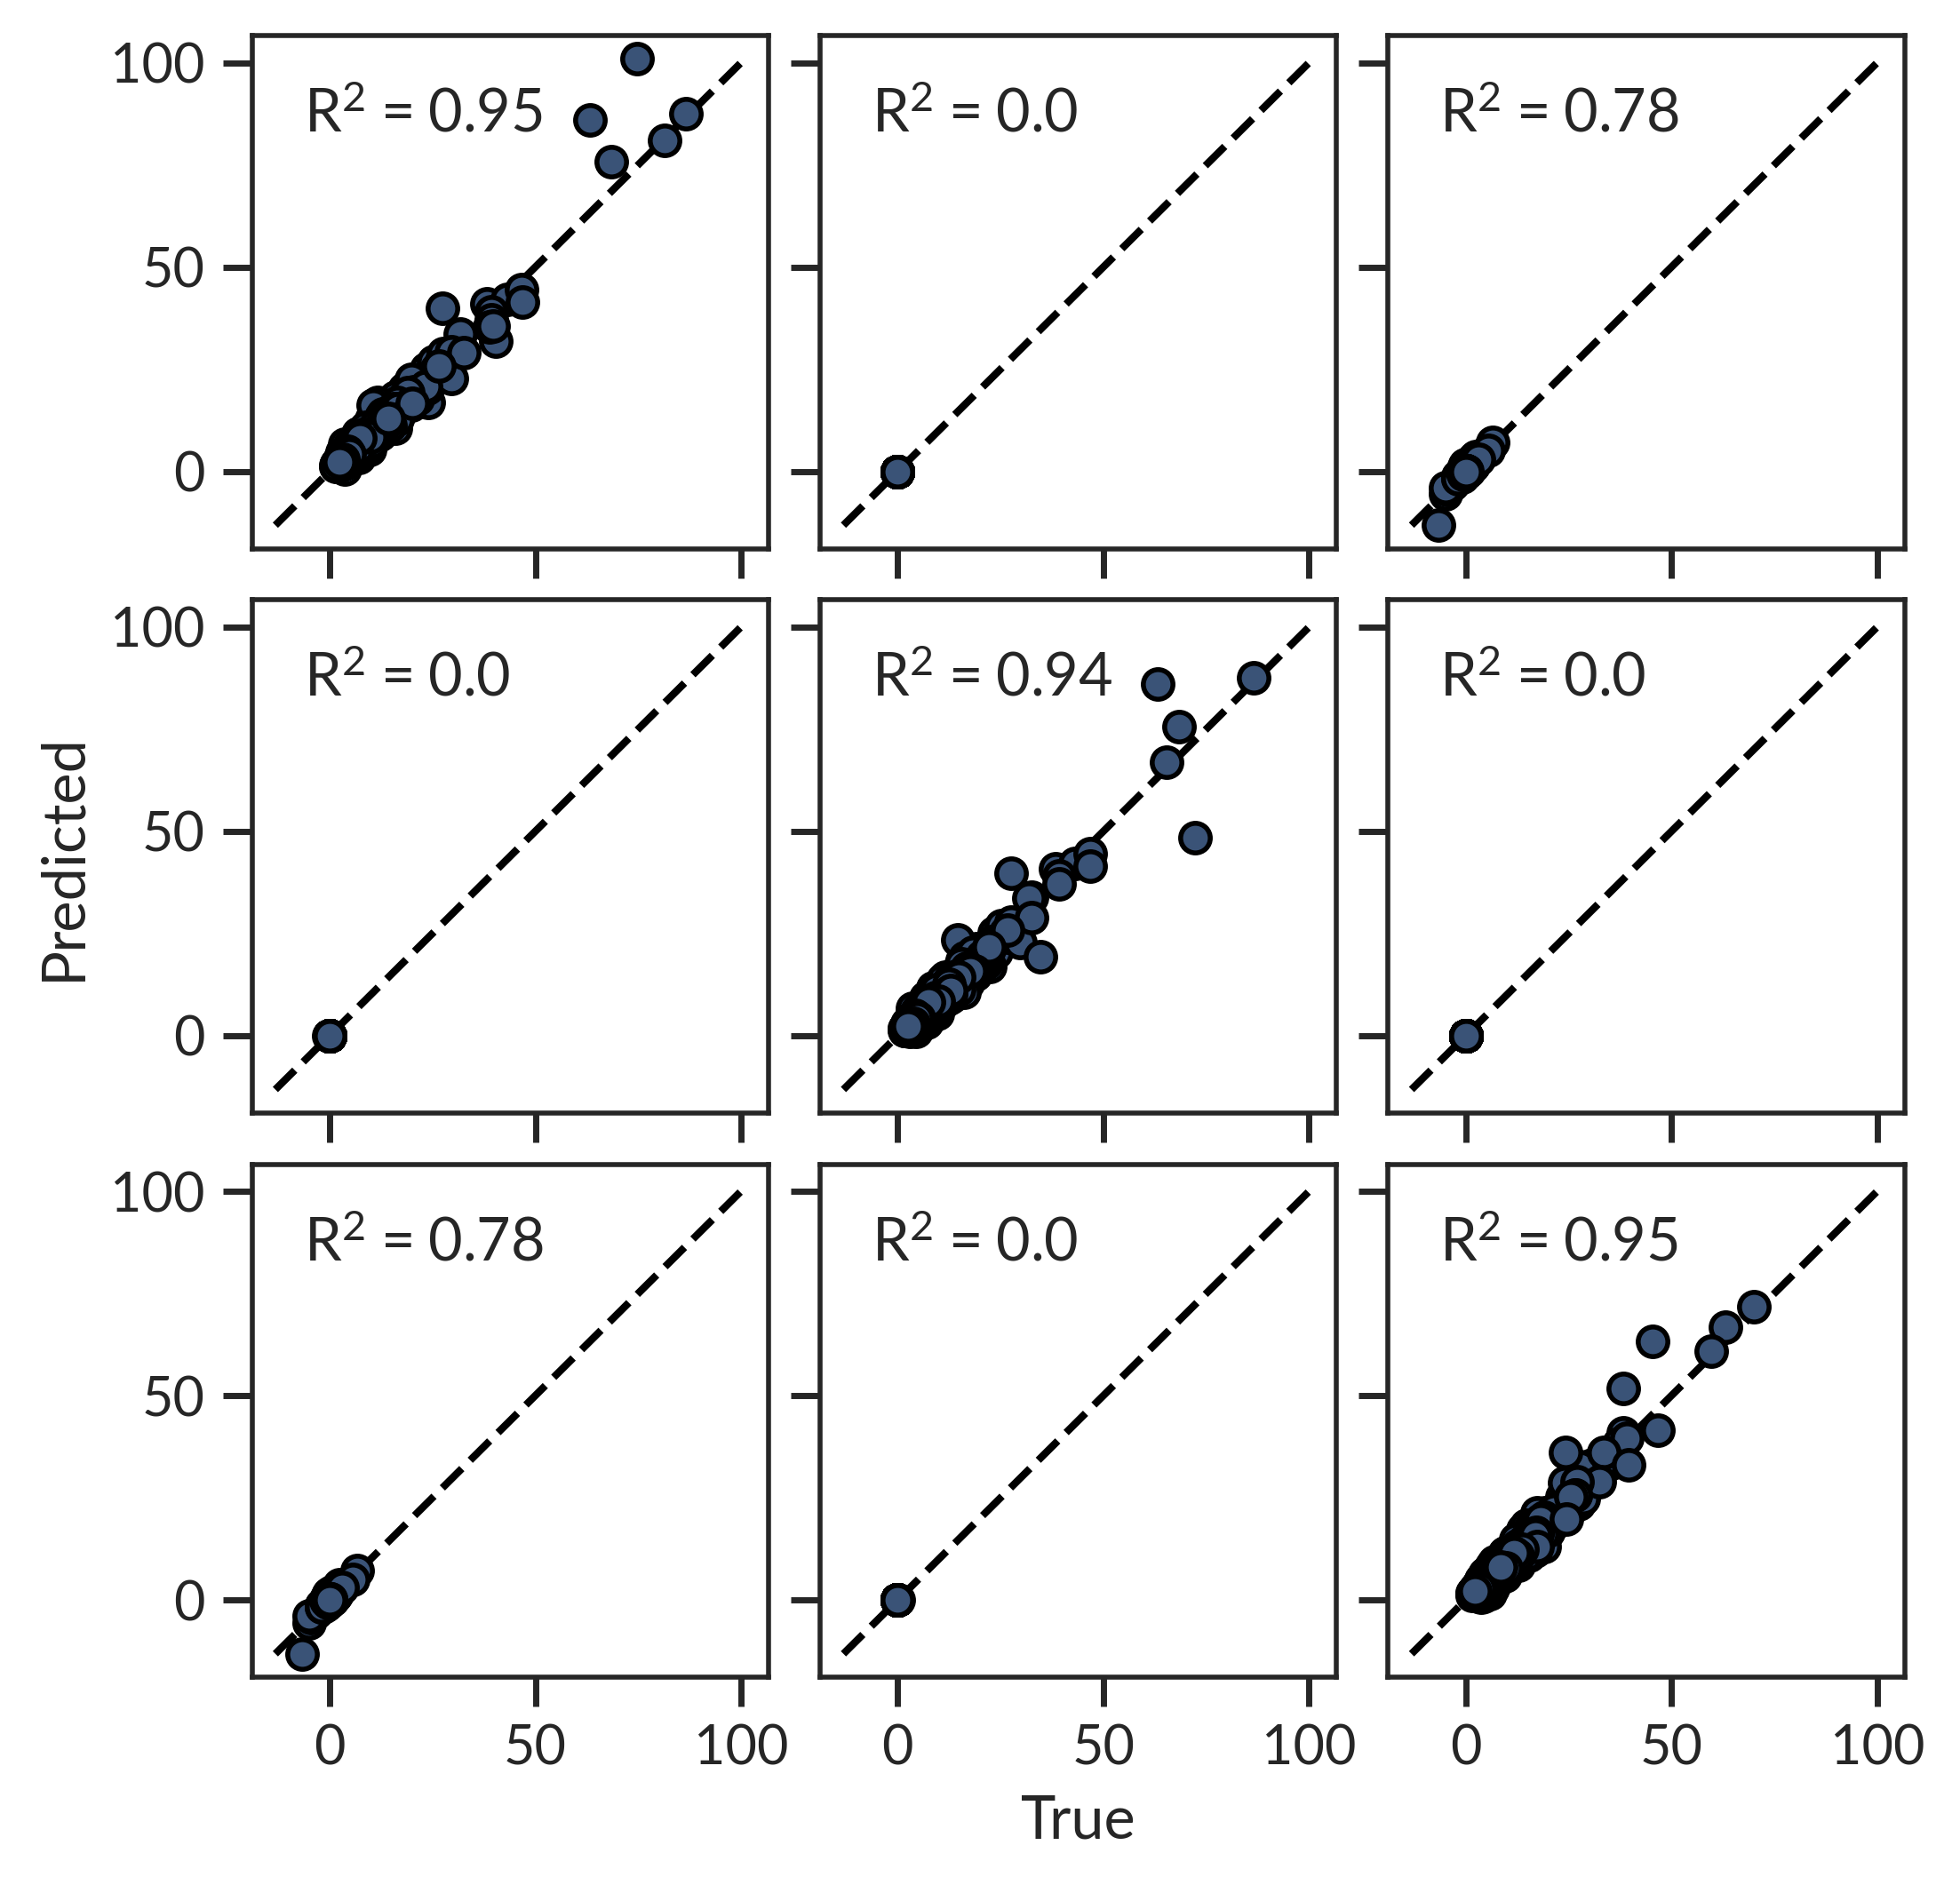 100
50
0
R² = 0.95
R² = 0.0
R² = 0.78
100
50
0
R² = 0.0
R² = 0.94
R² = 0.0
Predicted
100
50
0
R² = 0.78
R² = 0.0
R² = 0.95
0 50 100 0 50 100 0 50 100
True